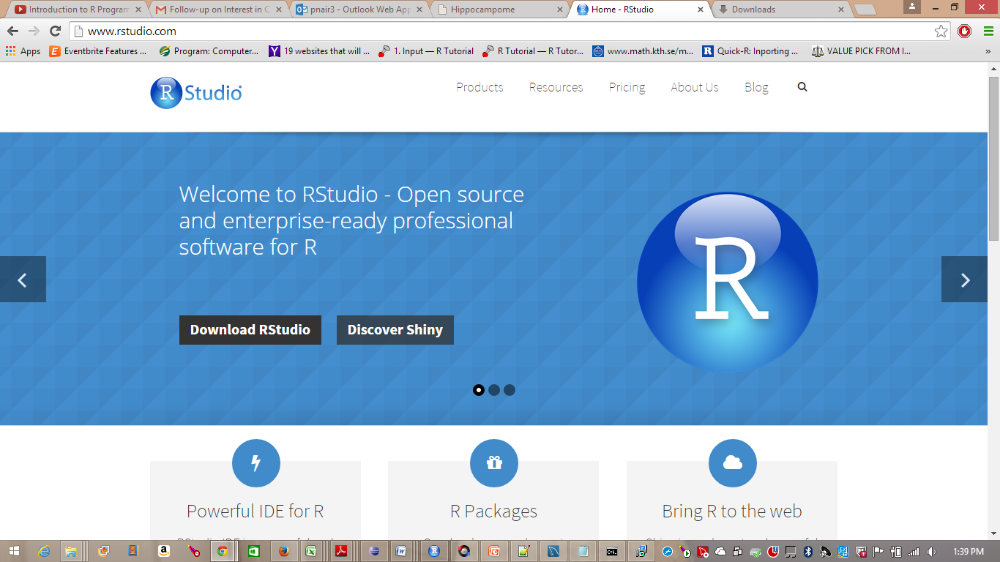 Introduction to R Program
Follow-up on Interest in C
pnair3 - Outlook Web App
Hippocampome
Home - RStudio
Downloads
www.rstudio.com
Apps
Eventbrite Features ...
Program: Computer...
19 websites that will ...
1. Input — R Tutorial
R Tutorial — R Tutor...
www.math.kth.se/m...
Quick-R: Inporting ...
VALUE PICK FROM I...
»
R Studio
Products
Resources
Pricing
About Us
Blog
Welcome to RStudio - Open source
and enterprise-ready professional
software for R
R
Download RStudio
Discover Shiny
Powerful IDE for R
R Packages
Bring R to the web
1:39 PM